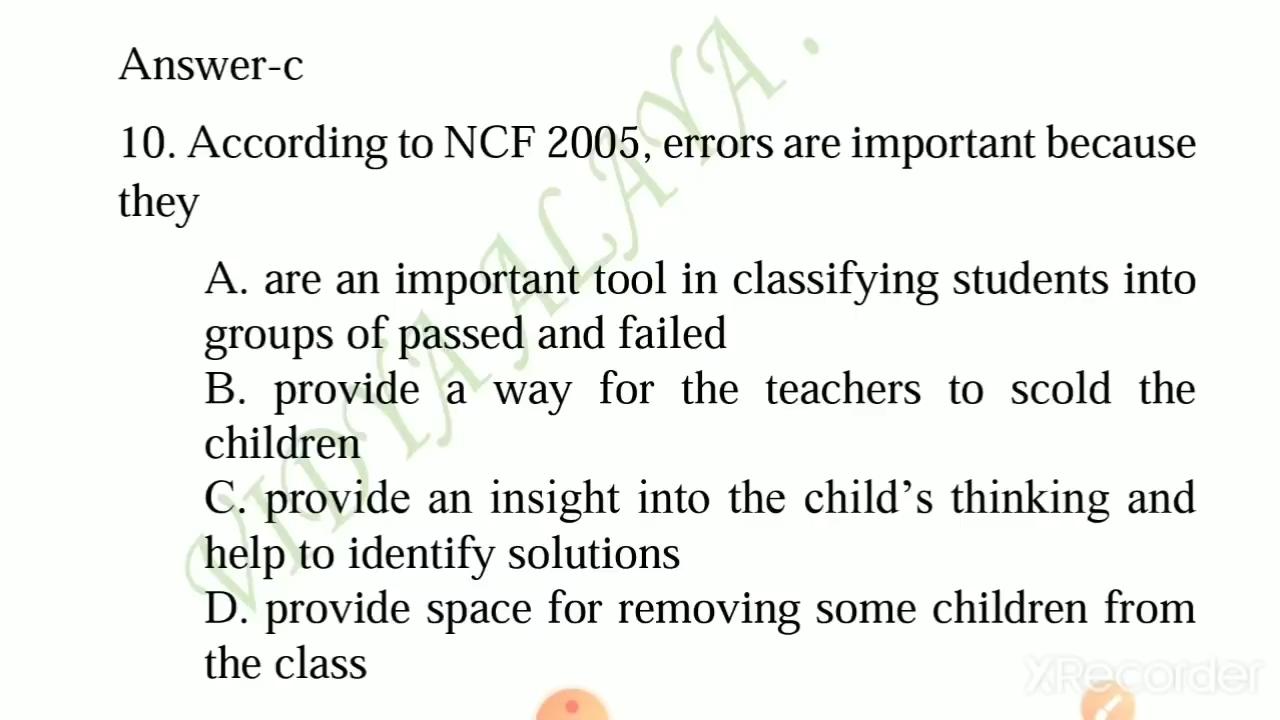 Answer-c
10. According to NCF 2005, errors are important because
they
A. are an important tool in classifying students into
groups of passed and failed
B. provide a way for the teachers to scold the
children
C. provide an insight into the child’s thinking and
help to identify solutions
D. provide space for removing some children from
the class
VIDYA ALAYA .
XRecorder